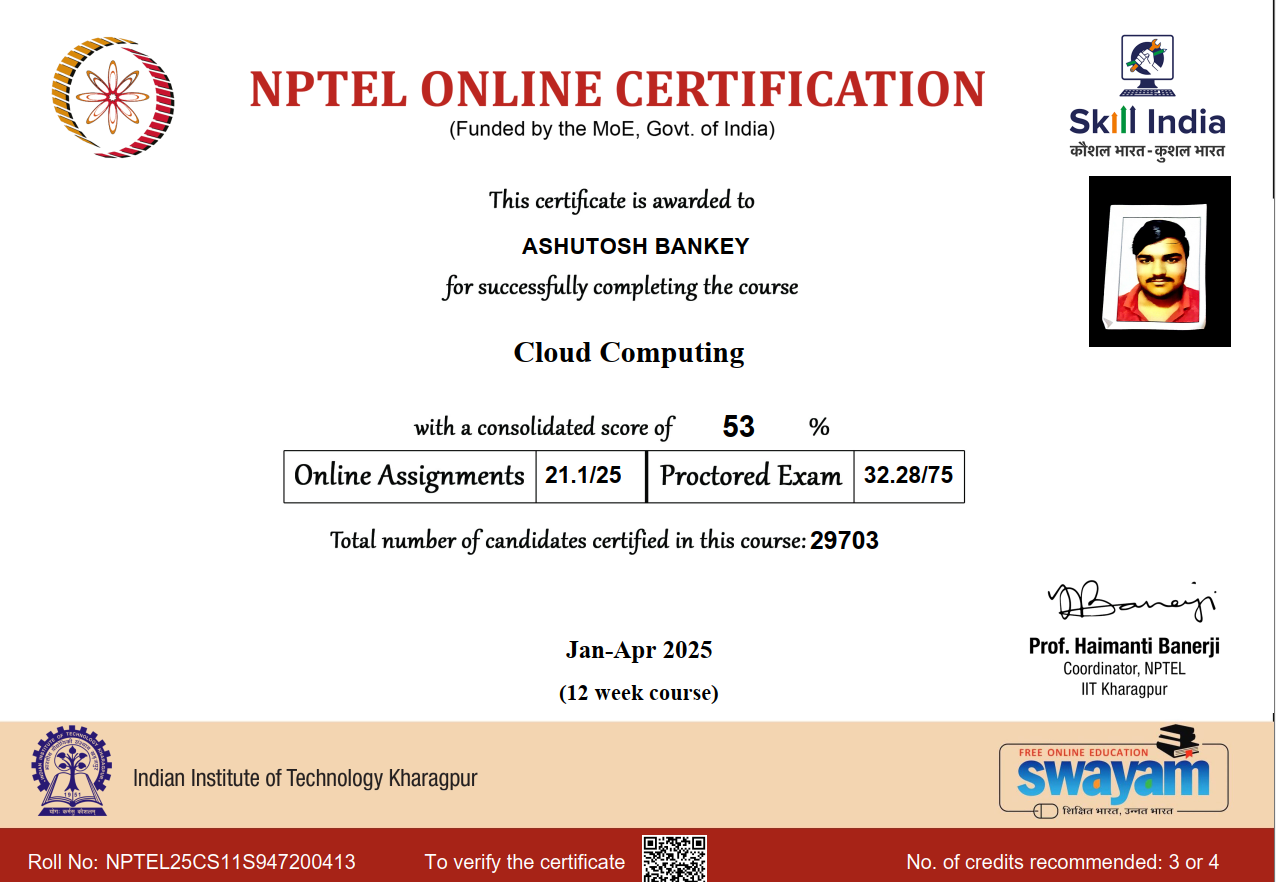 NPTEL ONLINE CERTIFICATION
(Funded by the MoE, Govt. of India)
Skill India
कौशल भारत - कुशल भारत
This certificate is awarded to
ASHUTOSH BANKEY
for successfully completing the course
Cloud Computing
with a consolidated score of 53 %
Online Assignments 21.1/25 Proctored Exam 32.28/75
Total number of candidates certified in this course: 29703
Jan-Apr 2025
(12 week course)
Prof. Haimanti Banerji
Coordinator, NPTEL
IIT Kharagpur
Indian Institute of Technology Kharagpur
1951
FREE ONLINE EDUCATION
swayam
शिक्षित भारत, उन्नत भारत
Roll No: NPTEL25CS11S947200413
To verify the certificate
No. of credits recommended: 3 or 4